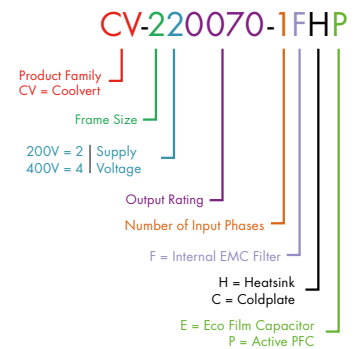 CV-220070-1FHP
Product Family
CV = Coolvert
Frame Size
200V = 2 | Supply
400V = 4 | Voltage
Output Rating
Number of Input Phases
F = Internal EMC Filter
H = Heatsink
C = Coldplate
E = Eco Film Capacitor
P = Active PFC